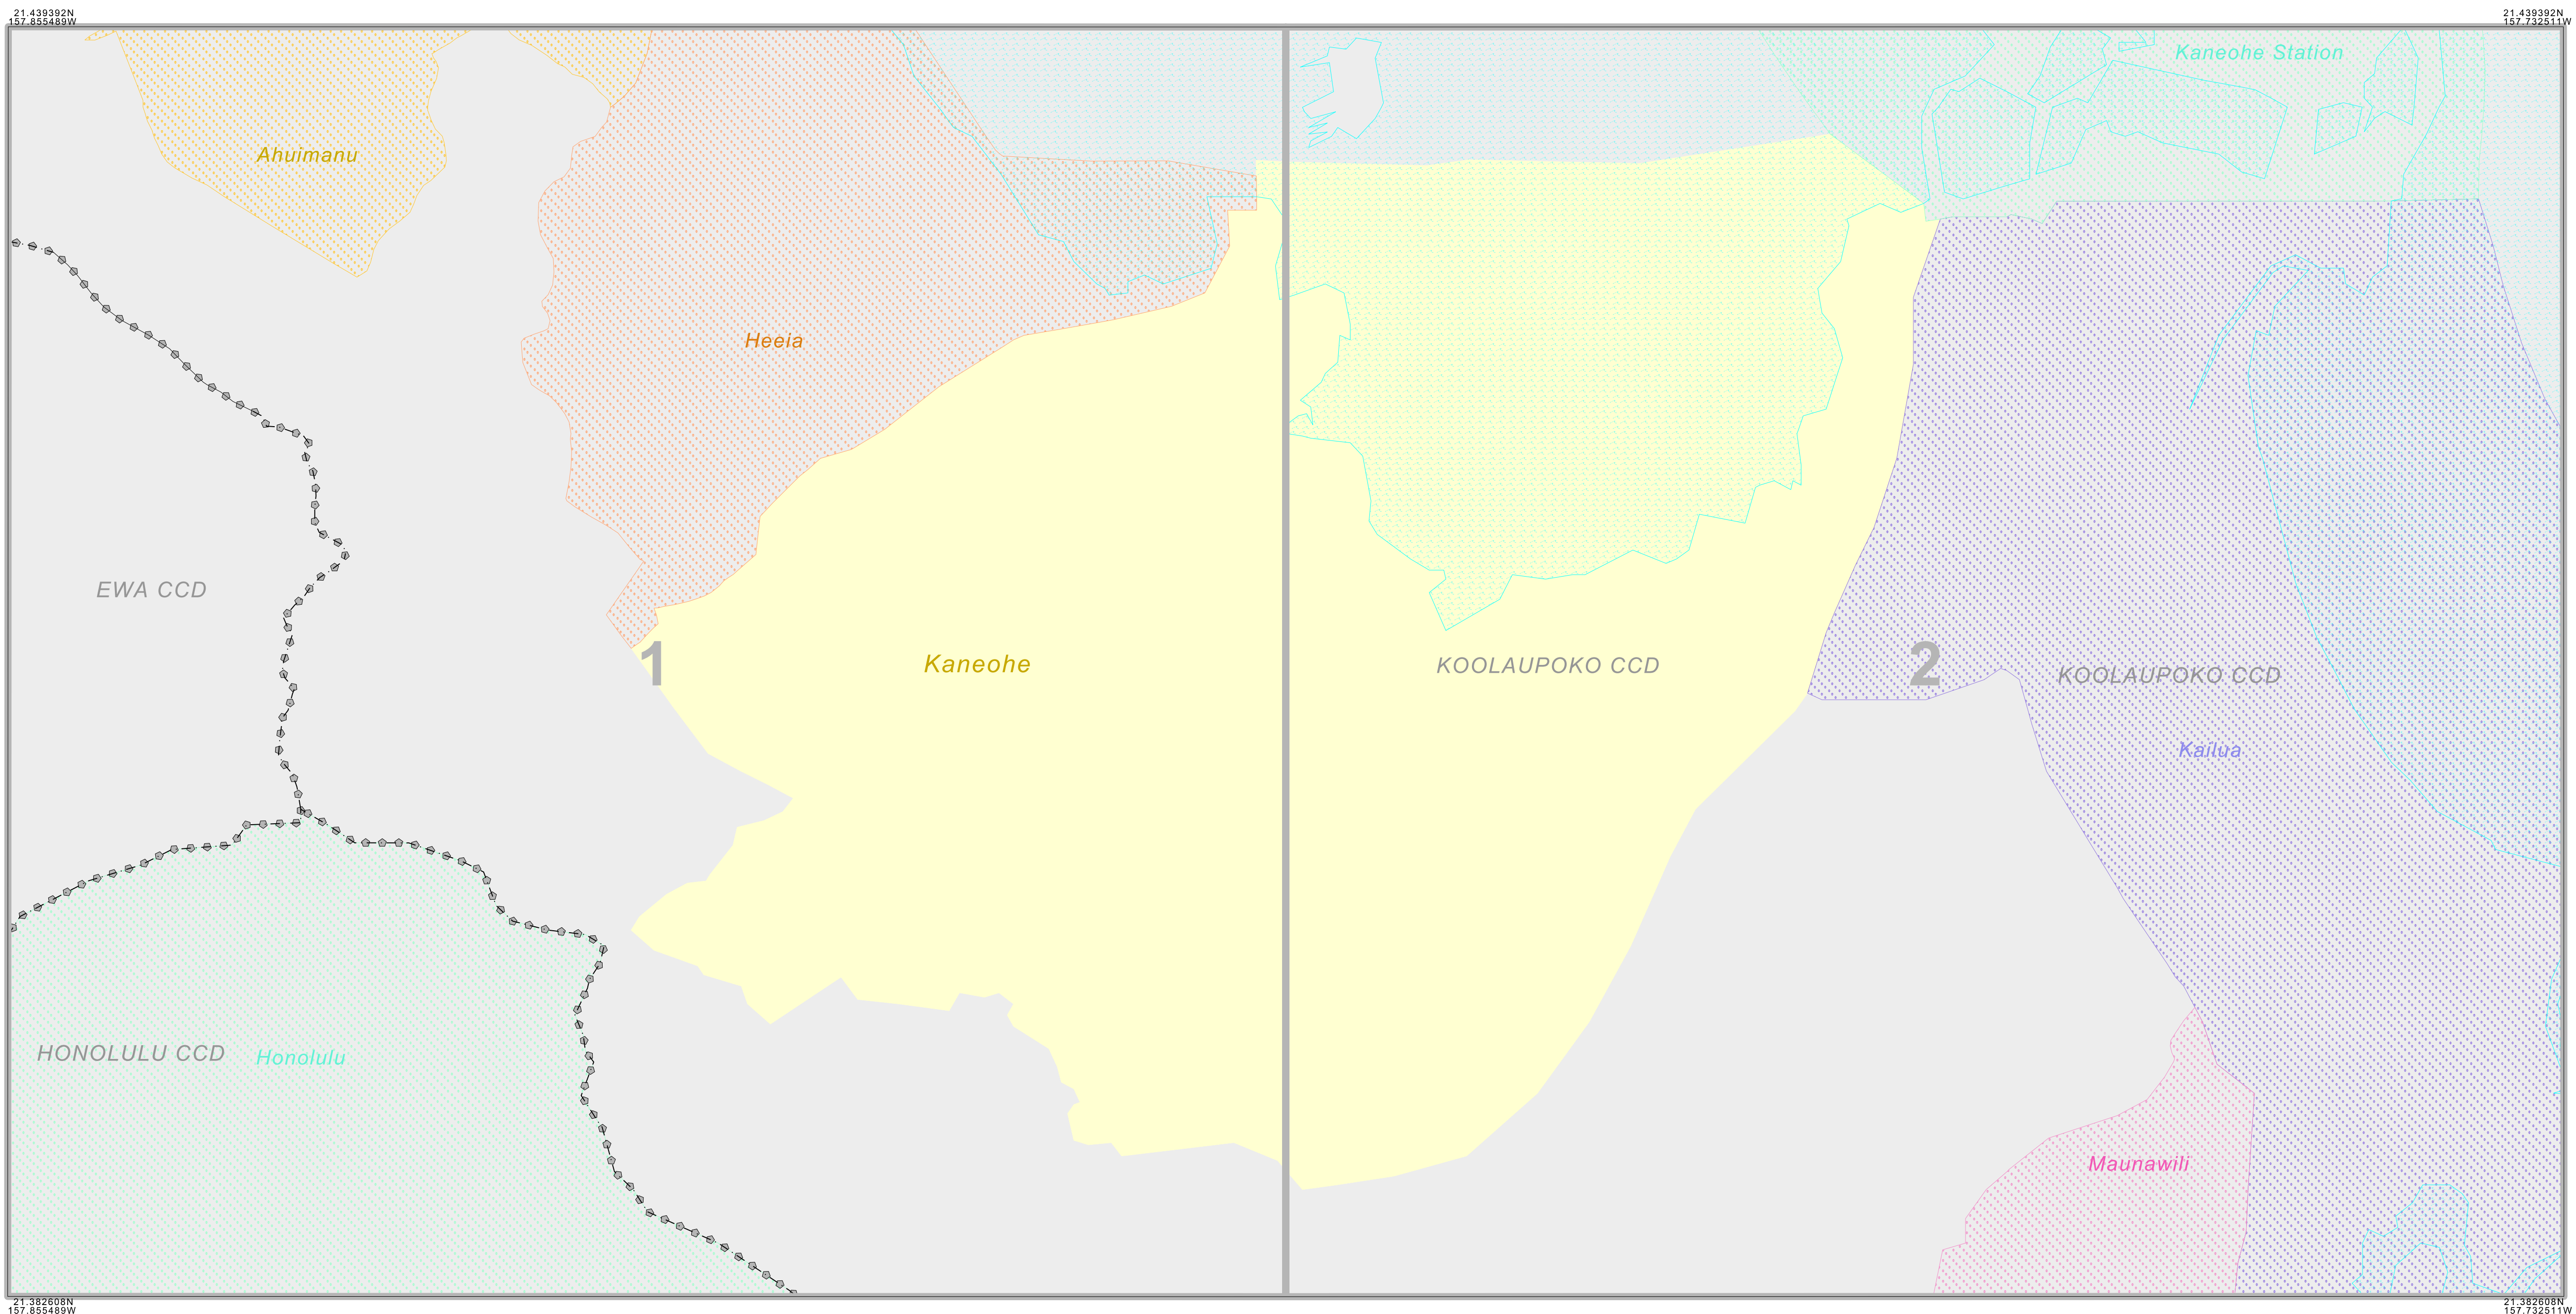 21.439392N
157.855489W
21.439392N
157.732511W
Kaneohe Station
Ahuimanu
Heeia
EWA CCD
1
Kaneohe
KOOLAUPOKO CCD
2
KOOLAUPOKO CCD
Kailua
HONOLULU CCD
Honolulu
Maunawili
21.382608N
157.855489W
21.382608N
157.732511W